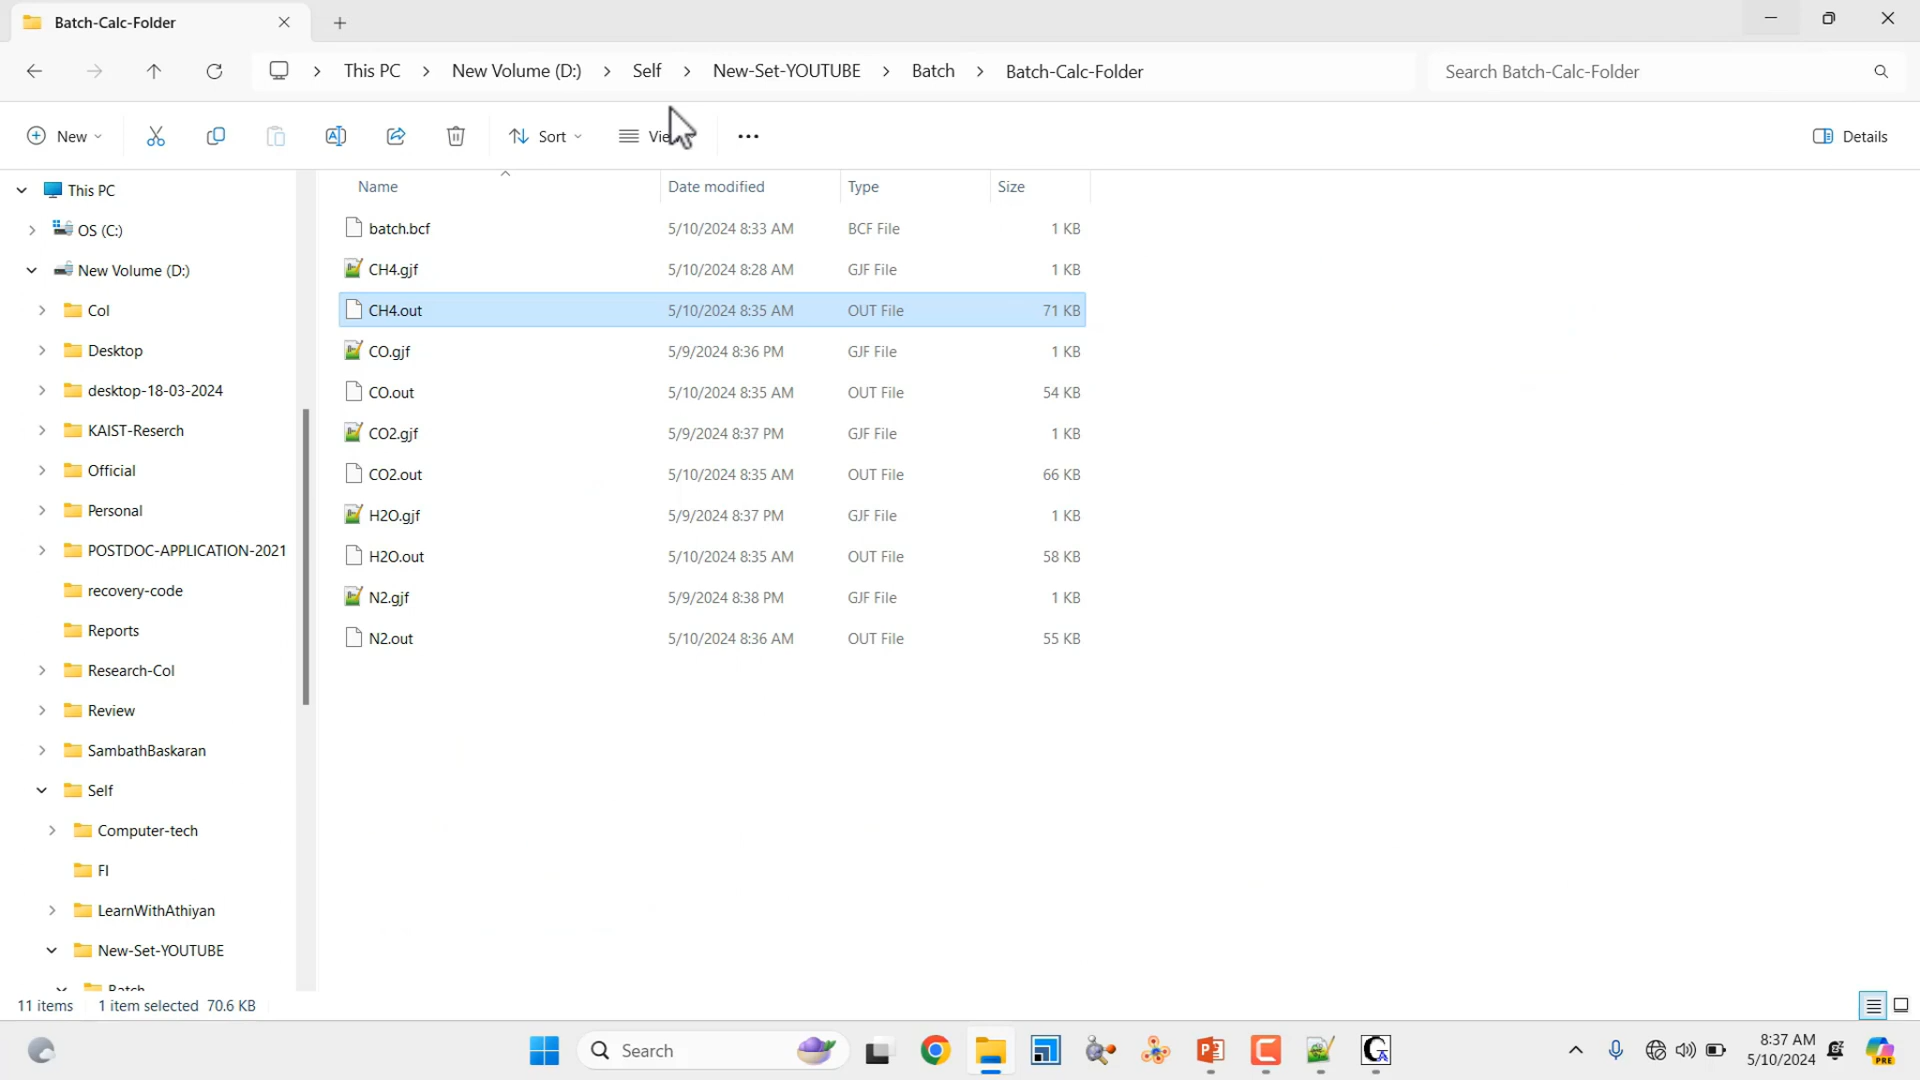 Batch-Calc-Folder
This PC New Volume (D:) Self New-Set-YOUTUBE Batch Batch-Calc-Folder
Search Batch-Calc-Folder
New
Sort
Details
This PC
OS (C:)
New Volume (D:)
Col
Desktop
desktop-18-03-2024
KAIST-Reserch
Official
Personal
POSTDOC-APPLICATION-2021
recovery-code
Reports
Research-Col
Review
SambathBaskaran
Self
Computer-tech
FI
LearnWithAthiyan
New-Set-YOUTUBE
Batch
Name Date modified Type Size
batch.bcf 5/10/2024 8:33 AM BCF File 1 KB
CH4.gjf 5/10/2024 8:28 AM GJF File 1 KB
CH4.out 5/10/2024 8:35 AM OUT File 71 KB
CO.gjf 5/9/2024 8:36 PM GJF File 1 KB
CO.out 5/10/2024 8:35 AM OUT File 54 KB
CO2.gjf 5/9/2024 8:37 PM GJF File 1 KB
CO2.out 5/10/2024 8:35 AM OUT File 66 KB
H2O.gjf 5/9/2024 8:37 PM GJF File 1 KB
H2O.out 5/10/2024 8:35 AM OUT File 58 KB
N2.gjf 5/9/2024 8:38 PM GJF File 1 KB
N2.out 5/10/2024 8:36 AM OUT File 55 KB
11 items 1 item selected 70.6 KB
Search
8:37 AM
5/10/2024
PRE